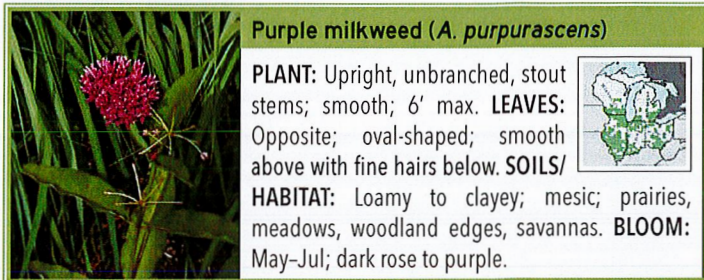 Purple milkweed (A. purpurascens)
PLANT: Upright, unbranched, stout
stems; smooth; 6' max. LEAVES:
Opposite; oval-shaped; smooth
above with fine hairs below. SOILS/
HABITAT: Loamy to clayey; mesic; prairies,
meadows, woodland edges, savannas. BLOOM:
May–Jul; dark rose to purple.